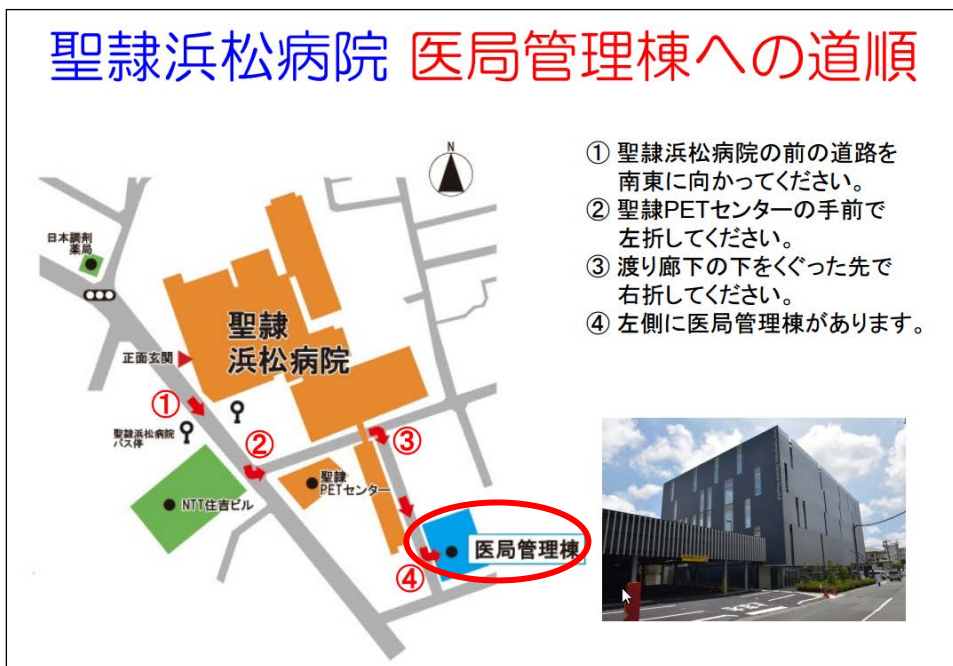 聖隷浜松病院 医局管理棟への道順
① 聖隷浜松病院の前の道路を
南東に向かってください。
② 聖隷PETセンターの手前で
左折してください。
③ 渡り廊下の下をくぐった先で
右折してください。
④ 左側に医局管理棟があります。
N
日本調剤
薬局
聖隷
浜松病院
正面玄関
①
聖隷浜松病院
バス停
②
③
聖隷
PETセンター
NTT住吉ビル
医局管理棟
④